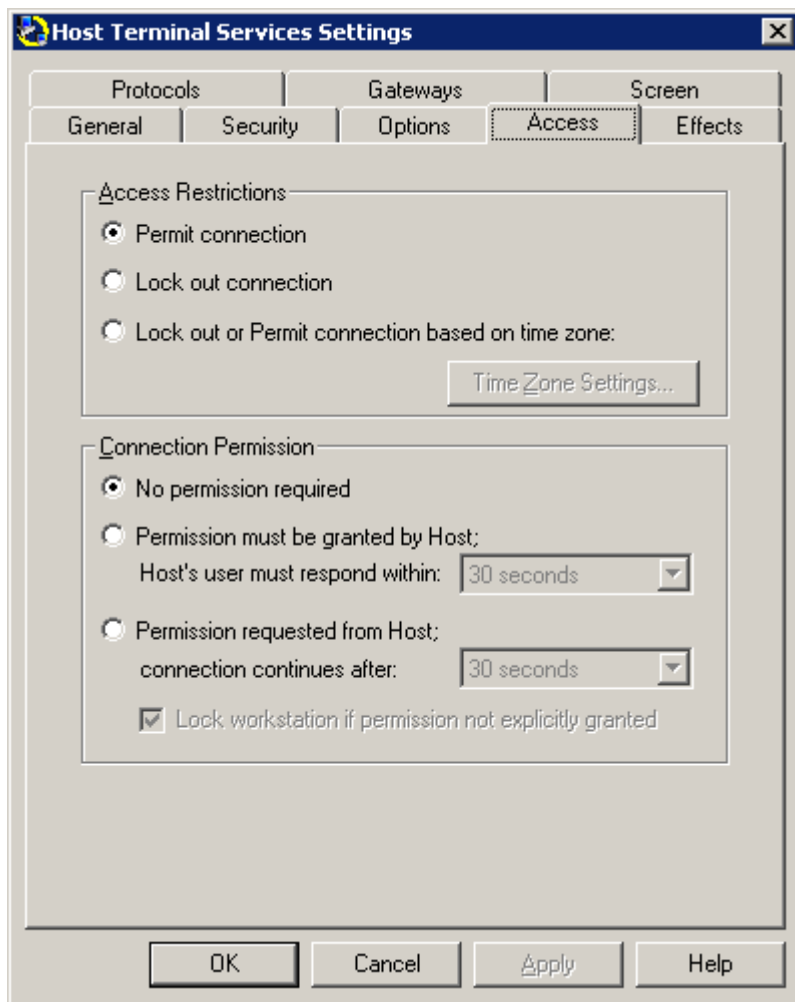 Host Terminal Services Settings
Protocols Gateways Screen
General Security Options Access Effects
Access Restrictions
Permit connection
Lock out connection
Lock out or Permit connection based on time zone:
Time Zone Settings...
Connection Permission
No permission required
Permission must be granted by Host;
Host's user must respond within: 30 seconds
Permission requested from Host;
connection continues after: 30 seconds
Lock workstation if permission not explicitly granted
OK Cancel Apply Help